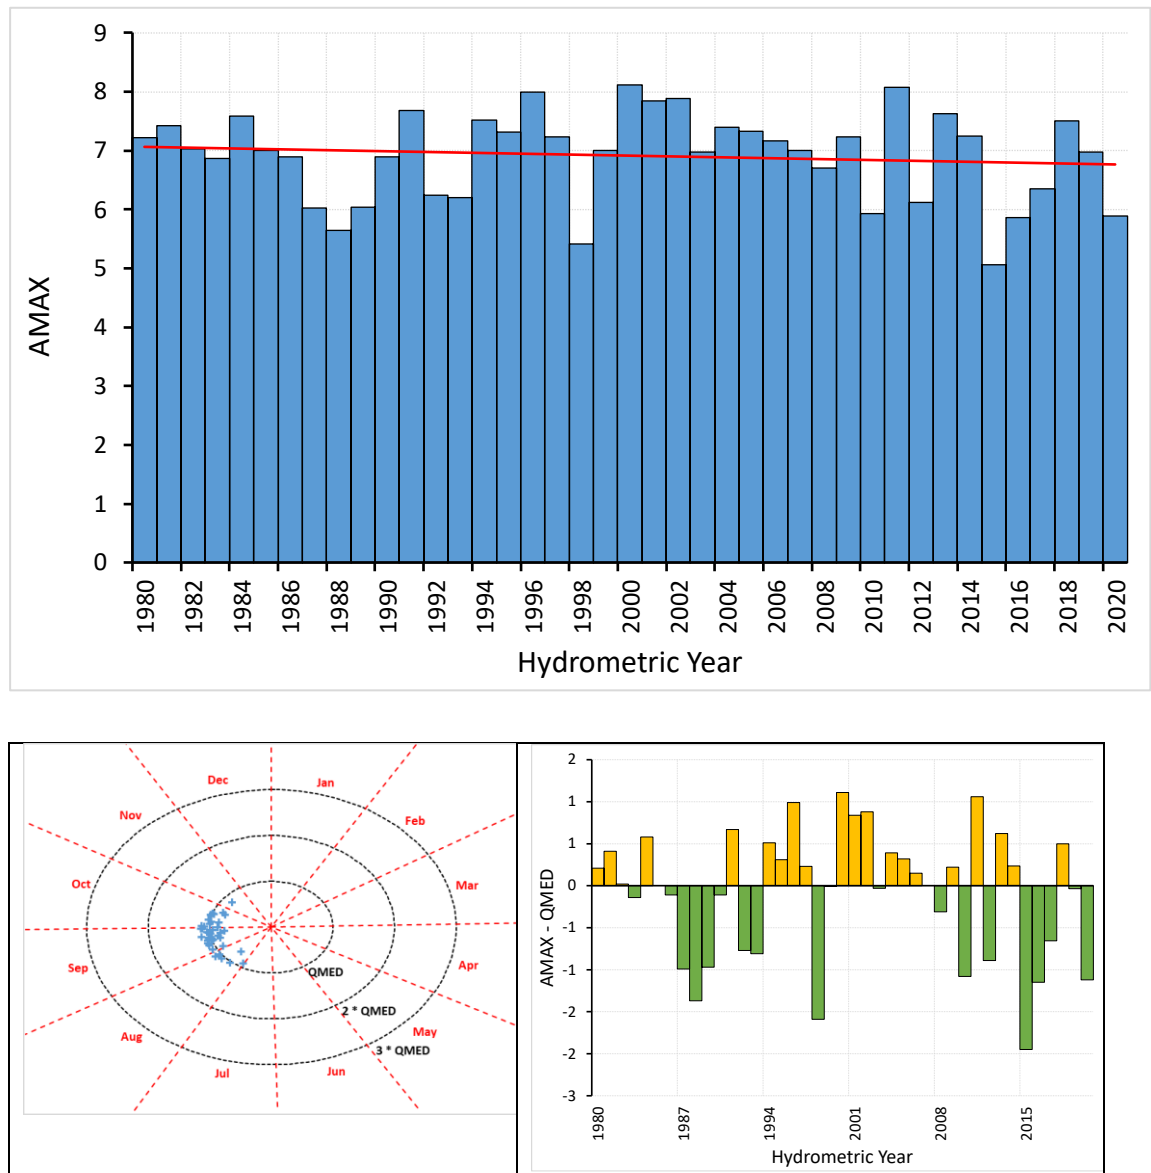 9
8
7
6
5
4
3
2
1
0
AMAX
1980 1982 1984 1986 1988 1990 1992 1994 1996 1998 2000 2002 2004 2006 2008 2010 2012 2014 2016 2018 2020
Hydrometric Year
Dec Jan
Nov Feb
Oct Mar
Sep Apr
Aug May
Jul Jun
QMED
2 * QMED
3 * QMED
2
1
1
0
-1
-1
-2
-2
-3
AMAX - QMED
1980 1987 1994 2001 2008 2015
Hydrometric Year